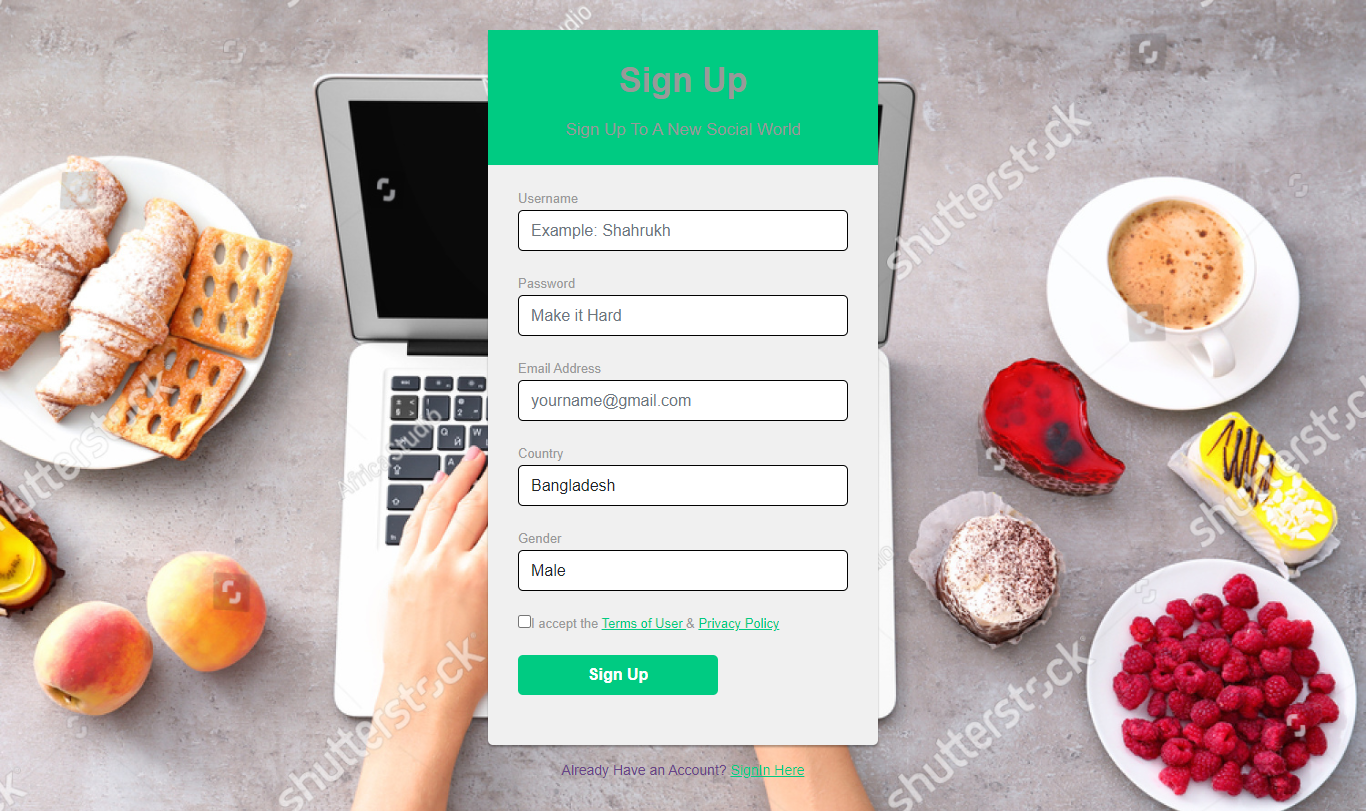 Sign Up
Sign Up To A New Social World
Username
Example: Shahrukh
Password
Make it Hard
Email Address
yourname@gmail.com
Country
Bangladesh
Gender
Male
I accept the Terms of User & Privacy Policy
Sign Up
Already Have an Account? SignIn Here
shutterstock
shutterstock
shutterstock
shutterstock
shutterstock
Africa Studio